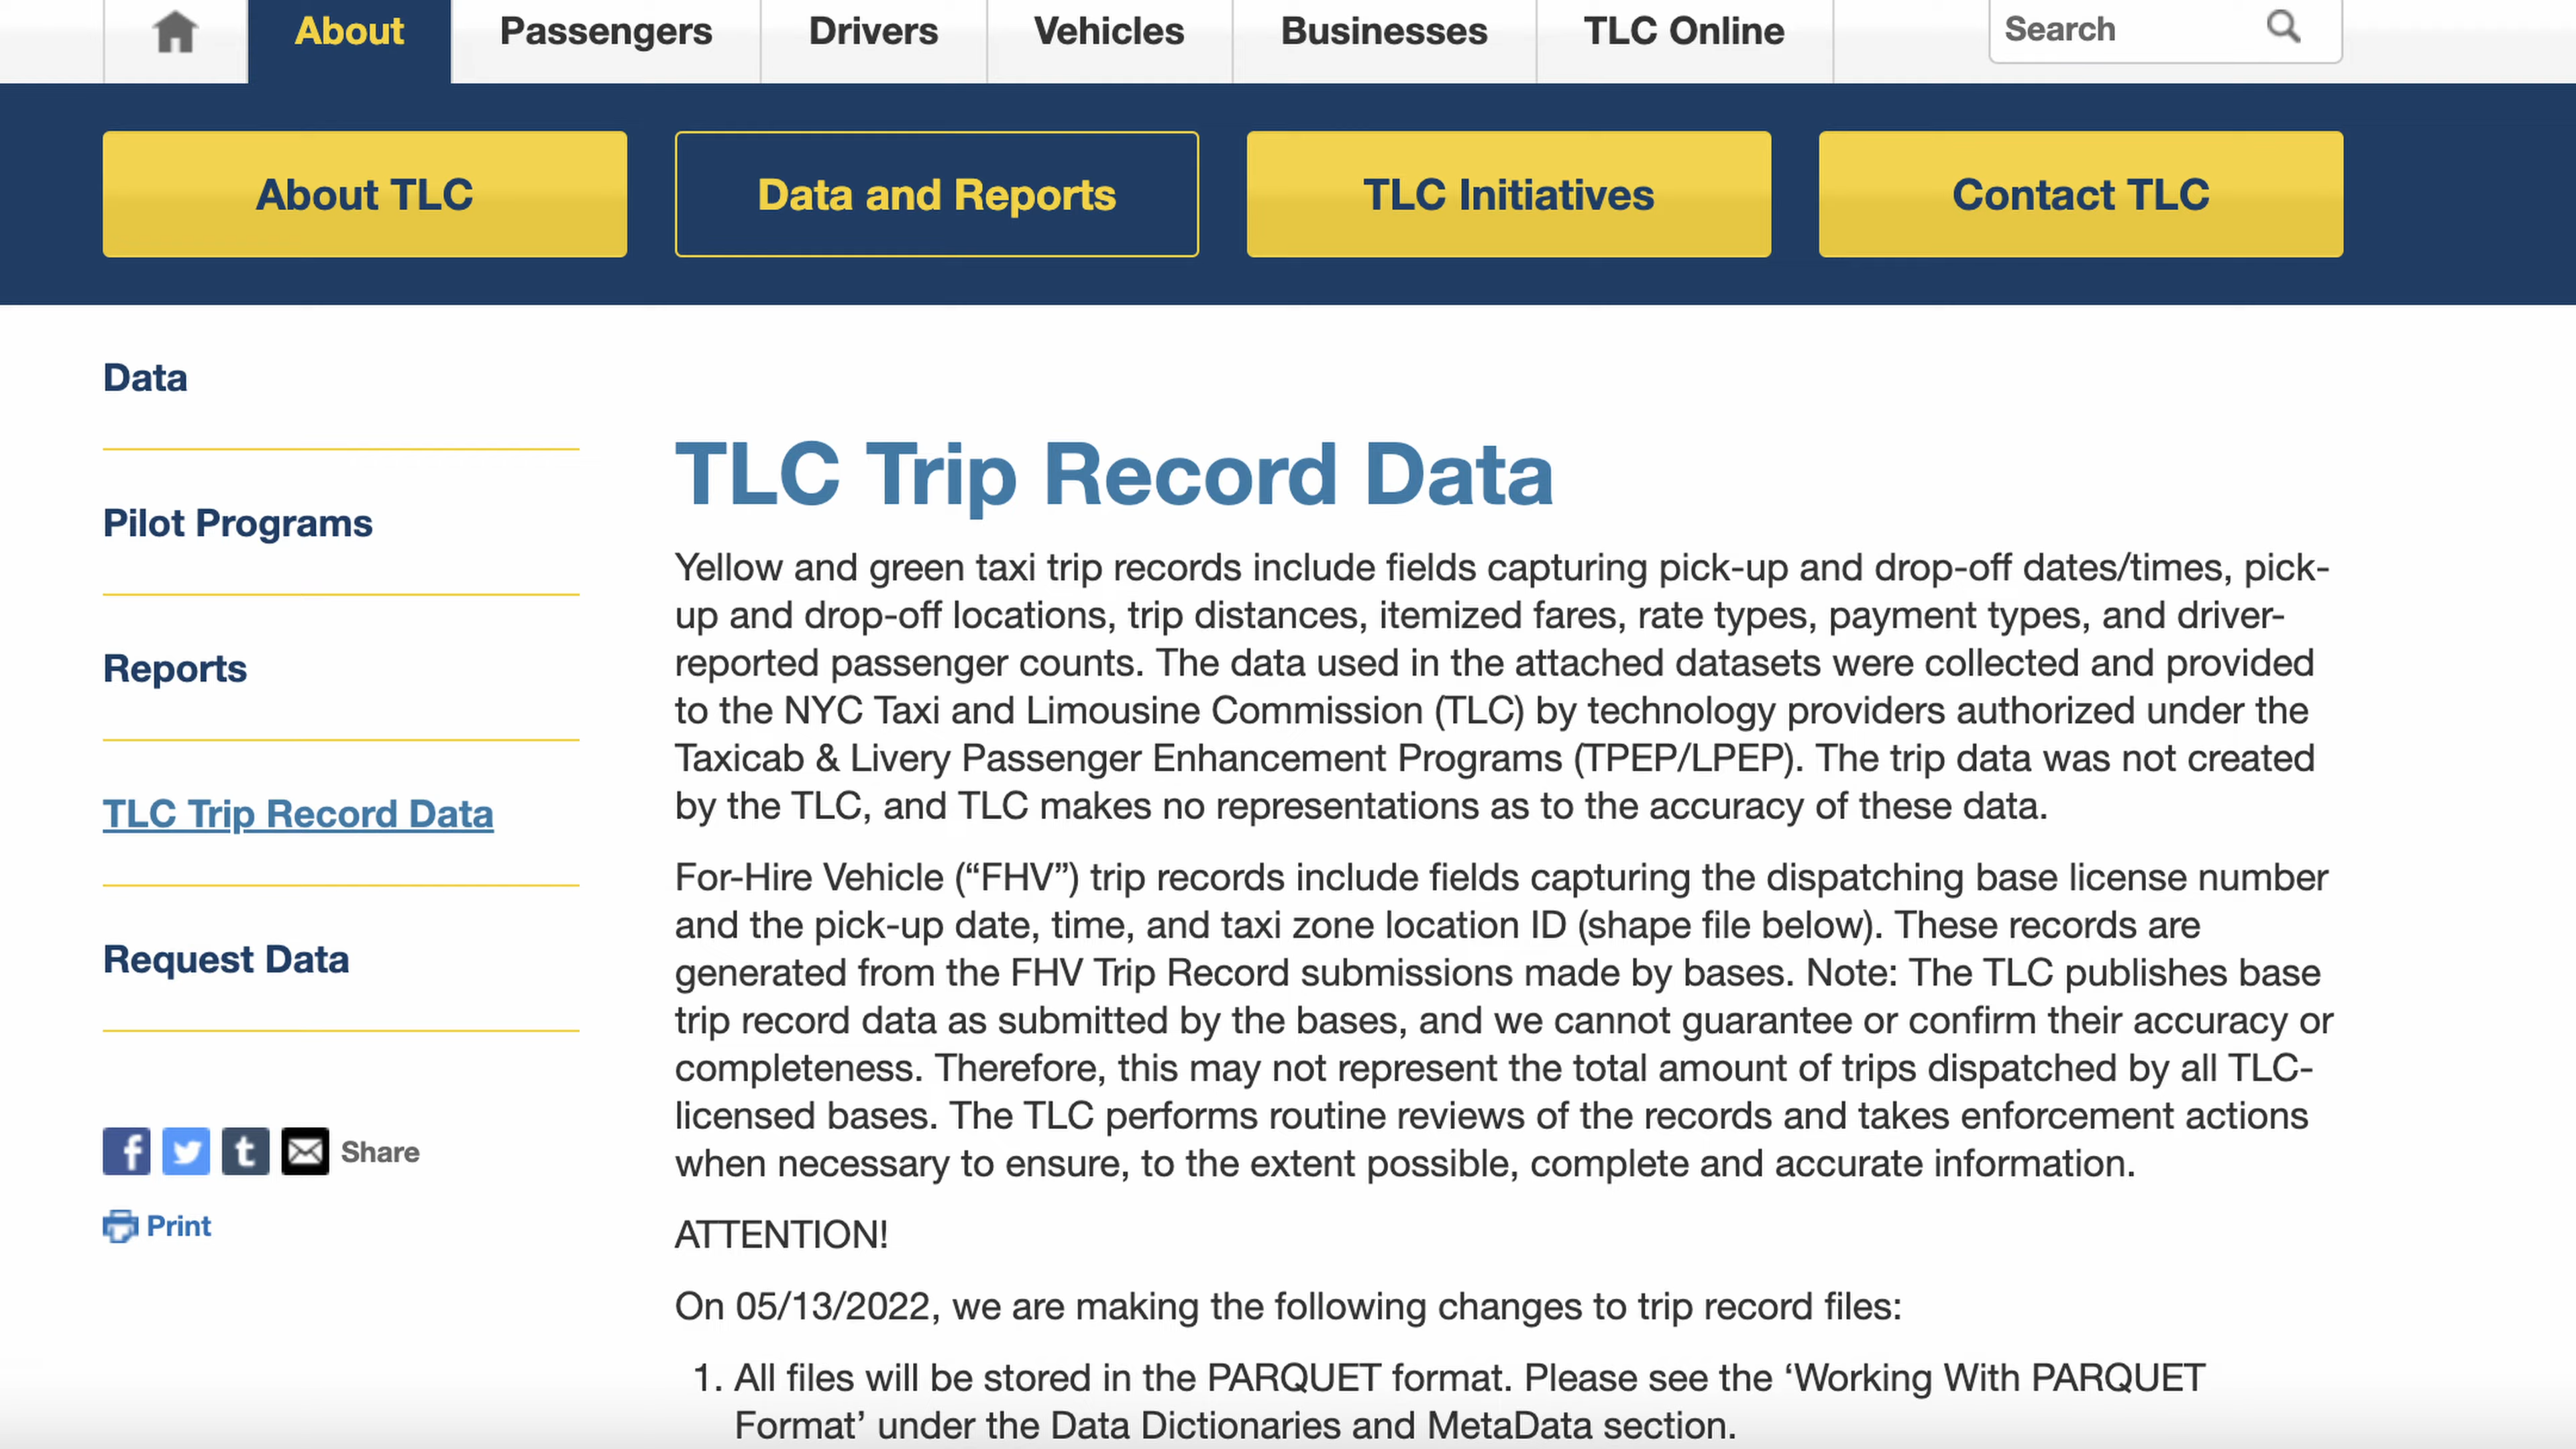 About
Passengers
Drivers
Vehicles
Businesses
TLC Online
Search
About TLC
Data and Reports
TLC Initiatives
Contact TLC
Data
Pilot Programs
Reports
TLC Trip Record Data
Request Data
Share
Print
TLC Trip Record Data
Yellow and green taxi trip records include fields capturing pick-up and drop-off dates/times, pick-
up and drop-off locations, trip distances, itemized fares, rate types, payment types, and driver-
reported passenger counts. The data used in the attached datasets were collected and provided
to the NYC Taxi and Limousine Commission (TLC) by technology providers authorized under the
Taxicab & Livery Passenger Enhancement Programs (TPEP/LPEP). The trip data was not created
by the TLC, and TLC makes no representations as to the accuracy of these data.
For-Hire Vehicle (“FHV”) trip records include fields capturing the dispatching base license number
and the pick-up date, time, and taxi zone location ID (shape file below). These records are
generated from the FHV Trip Record submissions made by bases. Note: The TLC publishes base
trip record data as submitted by the bases, and we cannot guarantee or confirm their accuracy or
completeness. Therefore, this may not represent the total amount of trips dispatched by all TLC-
licensed bases. The TLC performs routine reviews of the records and takes enforcement actions
when necessary to ensure, to the extent possible, complete and accurate information.
ATTENTION!
On 05/13/2022, we are making the following changes to trip record files:
1. All files will be stored in the PARQUET format. Please see the ‘Working With PARQUET
Format’ under the Data Dictionaries and MetaData section.